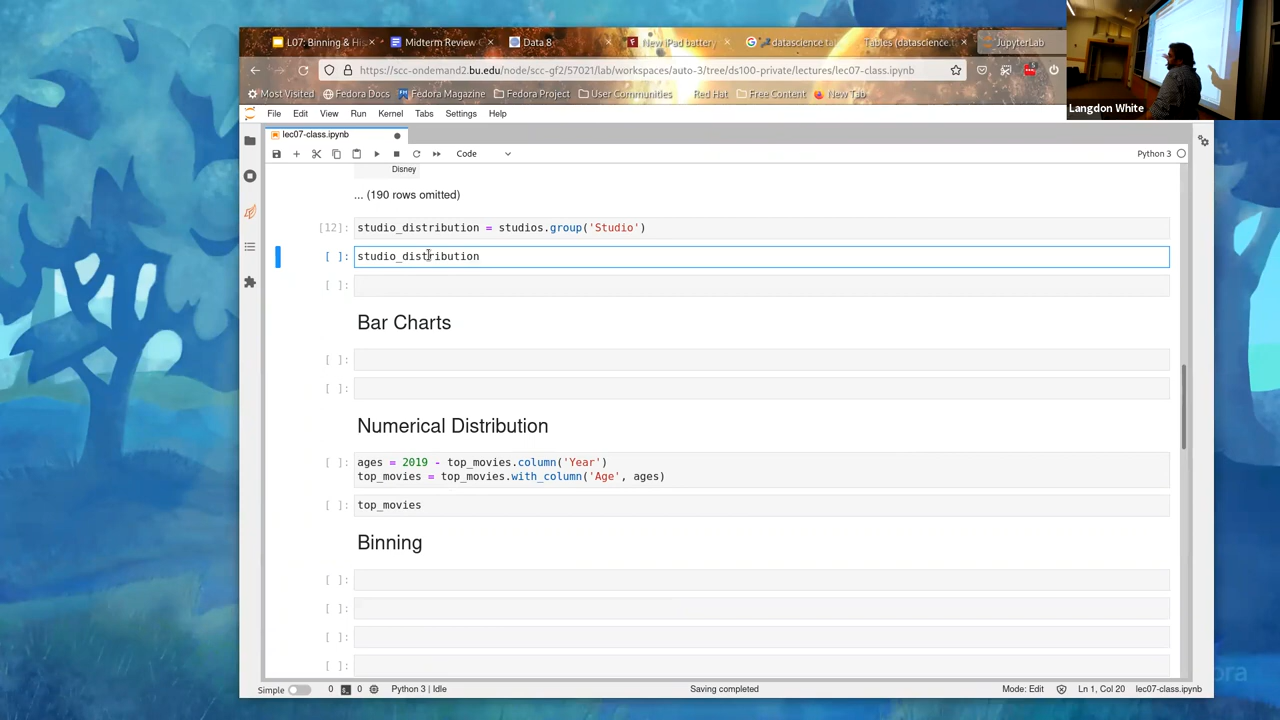 L07: Binning & Hi
Midterm Review
Data 8
New iPad battery
datascience ta
Tables (datascience.t
JupyterLab
https://scc-ondemand2.bu.edu/node/scc-gf2/57021/lab/workspaces/auto-3/tree/ds100-private/lectures/lec07-class.ipynb
Most Visited
Fedora Docs
Fedora Magazine
Fedora Project
User Communities
Red Hat
Free Content
New Tab
Langdon White
File Edit View Run Kernel Tabs Settings Help
lec07-class.ipynb
Code
Python 3
Disney
... (190 rows omitted)
[12]: studio_distribution = studios.group('Studio')
[ ]: studio_distribution
[ ]:
Bar Charts
[ ]:
[ ]:
Numerical Distribution
[ ]: ages = 2019 - top_movies.column('Year')
top_movies = top_movies.with_column('Age', ages)
[ ]: top_movies
Binning
[ ]:
[ ]:
[ ]:
[ ]:
Simple 0 0 Python 3 | Idle Saving completed Mode: Edit Ln 1, Col 20 lec07-class.ipynb